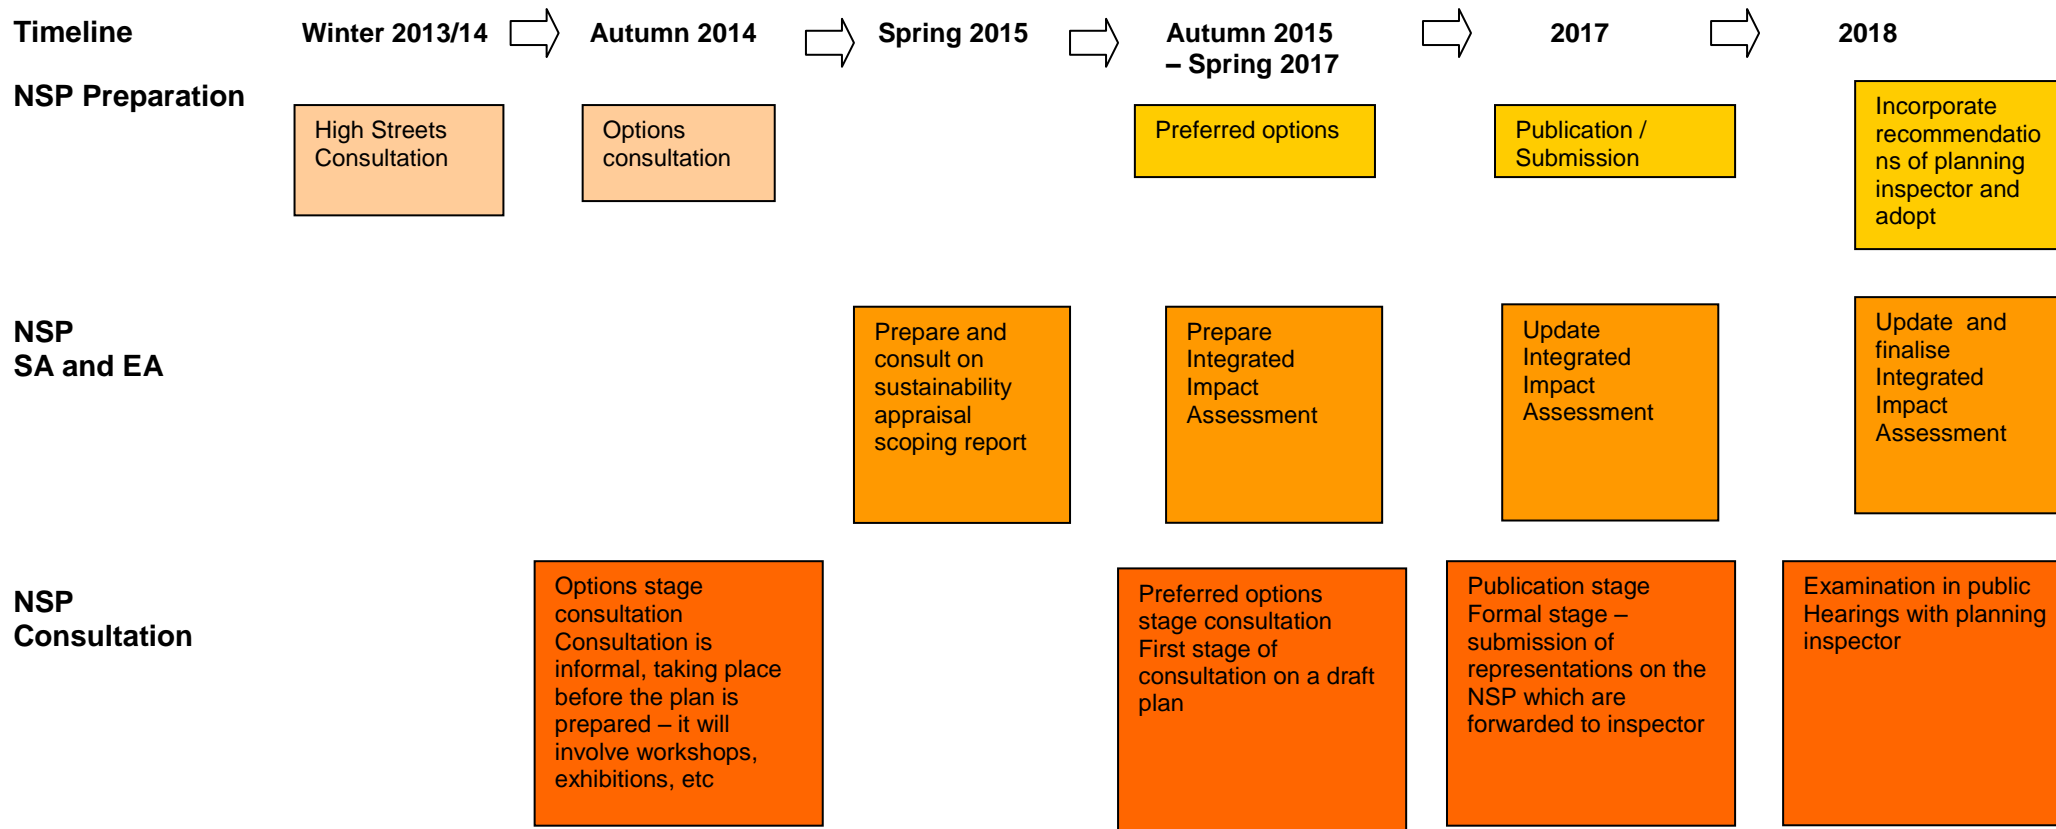 Timeline
Winter 2013/14
Autumn 2014
Spring 2015
Autumn 2015
– Spring 2017
2017
2018
NSP Preparation
High Streets
Consultation
Options
consultation
Preferred options
Publication /
Submission
Incorporate
recommendatio
ns of planning
inspector and
adopt
NSP
SA and EA
Prepare and
consult on
sustainability
appraisal
scoping report
Prepare
Integrated
Impact
Assessment
Update
Integrated
Impact
Assessment
Update and
finalise
Integrated
Impact
Assessment
NSP
Consultation
Options stage
consultation
Consultation is
informal, taking place
before the plan is
prepared – it will
involve workshops,
exhibitions, etc
Preferred options
stage consultation
First stage of
consultation on a draft
plan
Publication stage
Formal stage –
submission of
representations on the
NSP which are
forwarded to inspector
Examination in public
Hearings with planning
inspector